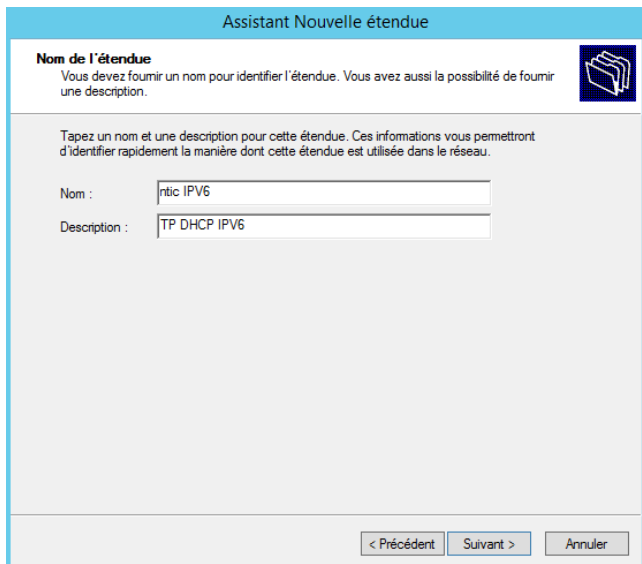 Assistant Nouvelle étendue
Nom de l'étendue
Vous devez fournir un nom pour identifier l'étendue. Vous avez aussi la possibilité de fournir
une description.
Tapez un nom et une description pour cette étendue. Ces informations vous permettront
d'identifier rapidement la manière dont cette étendue est utilisée dans le réseau.
Nom : ntic IPV6
Description : TP DHCP IPV6
< Précédent Suivant > Annuler